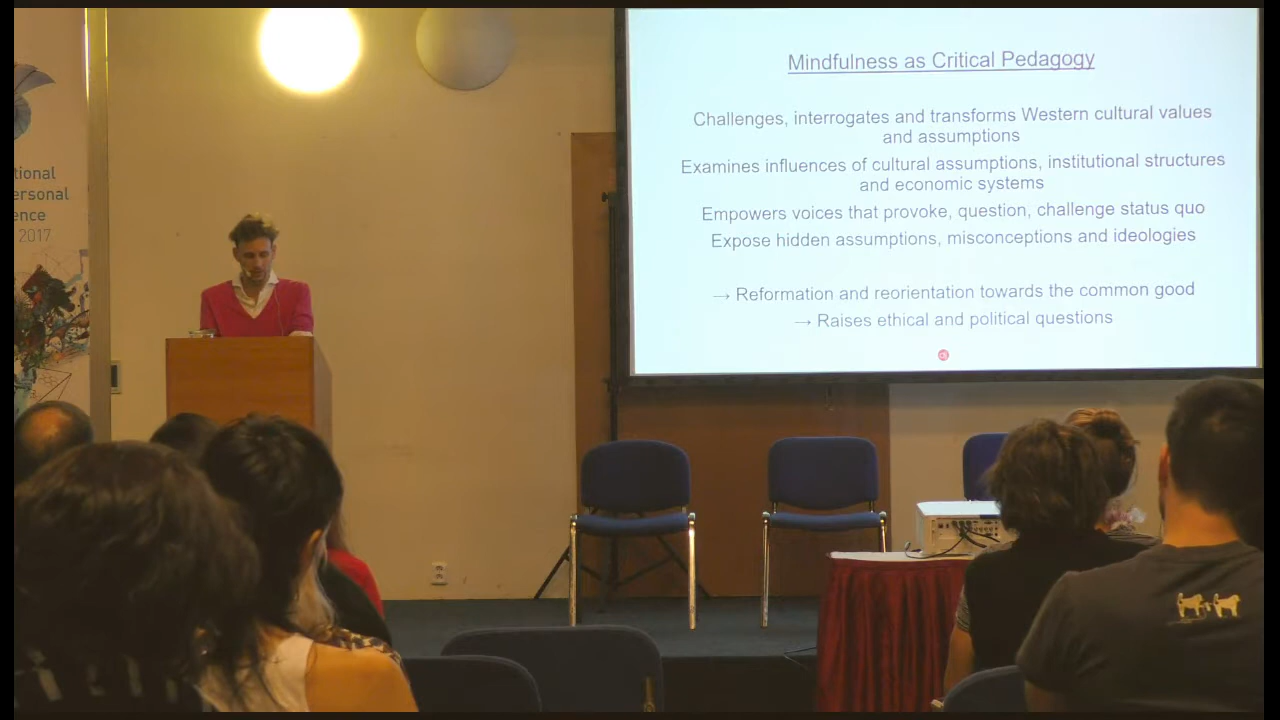 tional
ersonal
ence
2017
Mindfulness as Critical Pedagogy
Challenges, interrogates and transforms Western cultural values
and assumptions
Examines influences of cultural assumptions, institutional structures
and economic systems
Empowers voices that provoke, question, challenge status quo
Expose hidden assumptions, misconceptions and ideologies
→ Reformation and reorientation towards the common good
→ Raises ethical and political questions